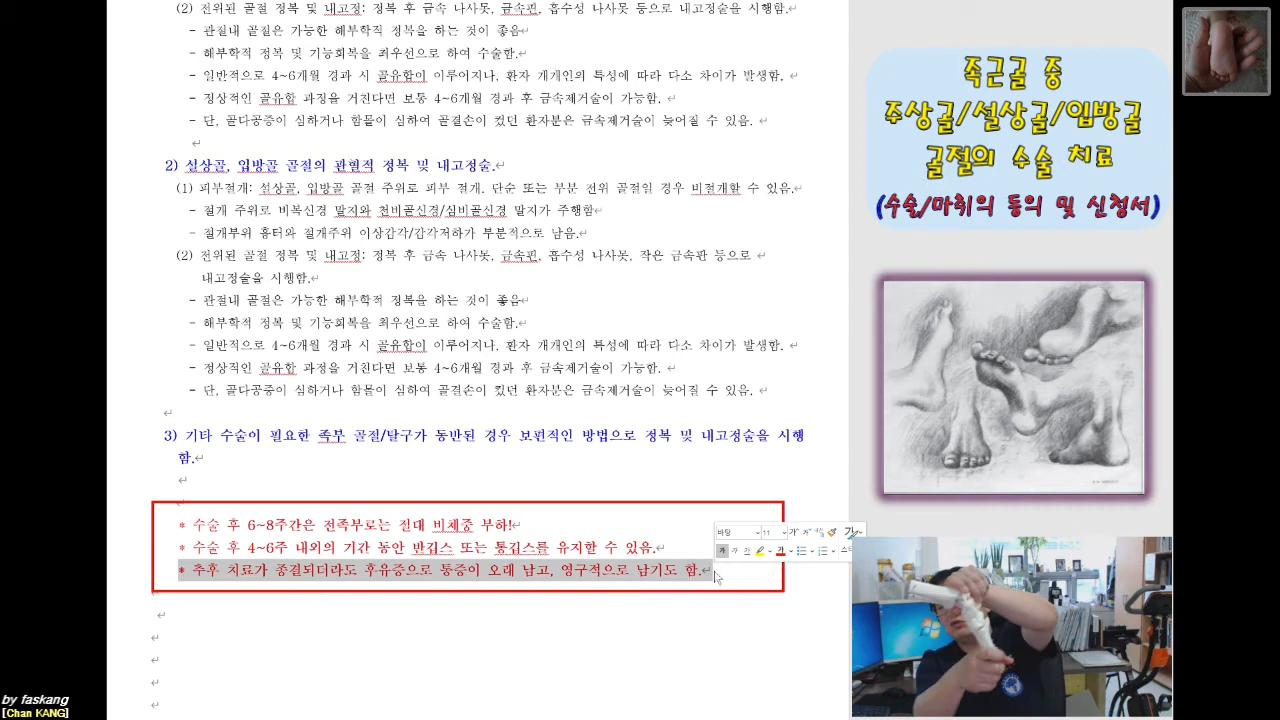 (2) 전위된 골절 정복 및 내고정: 정복 후 금속 나사못, 금속핀, 흡수성 나사못 등으로 내고정술을 시행함.
- 관절내 골절은 가능한 해부학적 정복을 하는 것이 좋음
- 해부학적 정복 및 기능회복을 최우선으로 하여 수술함.
- 일반적으로 4~6개월 경과 시 골유합이 이루어지나, 환자 개개인의 특성에 따라 다소 차이가 발생함.
- 정상적인 골유합 과정을 거친다면 보통 4~6개월 경과 후 금속제거술이 가능함.
- 단, 골다공증이 심하거나 함몰이 심하여 골결손이 컸던 환자분은 금속제거술이 늦어질 수 있음.
2) 설상골, 입방골 골절의 관혈적 정복 및 내고정술.
(1) 피부절개: 설상골, 입방골 골절 주위로 피부 절개. 단순 또는 부분 전위 골절일 경우 비절개할 수 있음.
- 절개 주위로 비복신경 말지와 천비골신경/심비골신경 말지가 주행함
- 절개부위 흉터와 절개주위 이상감각/감각저하가 부분적으로 남음.
(2) 전위된 골절 정복 및 내고정: 정복 후 금속 나사못, 금속핀, 흡수성 나사못, 작은 금속판 등으로
내고정술을 시행함.
- 관절내 골절은 가능한 해부학적 정복을 하는 것이 좋음
- 해부학적 정복 및 기능회복을 최우선으로 하여 수술함.
- 일반적으로 4~6개월 경과 시 골유합이 이루어지나, 환자 개개인의 특성에 따라 다소 차이가 발생함.
- 정상적인 골유합 과정을 거친다면 보통 4~6개월 경과 후 금속제거술이 가능함.
- 단, 골다공증이 심하거나 함몰이 심하여 골결손이 컸던 환자분은 금속제거술이 늦어질 수 있음.
3) 기타 수술이 필요한 족부 골절/탈구가 동반된 경우 보편적인 방법으로 정복 및 내고정술을 시행
함.
* 수술 후 6~8주간은 전족부로는 절대 비체중 부하!
* 수술 후 4~6주 내외의 기간 동안 반깁스 또는 통깁스를 유지할 수 있음.
* 추후 치료가 종결되더라도 후유증으로 통증이 오래 남고, 영구적으로 남기도 함.
바탕 11
족근골 중
주상골/설상골/입방골
골절의 수술 치료
(수술/마취의 동의 및 신청서)
by faskang
[Chan KANG]